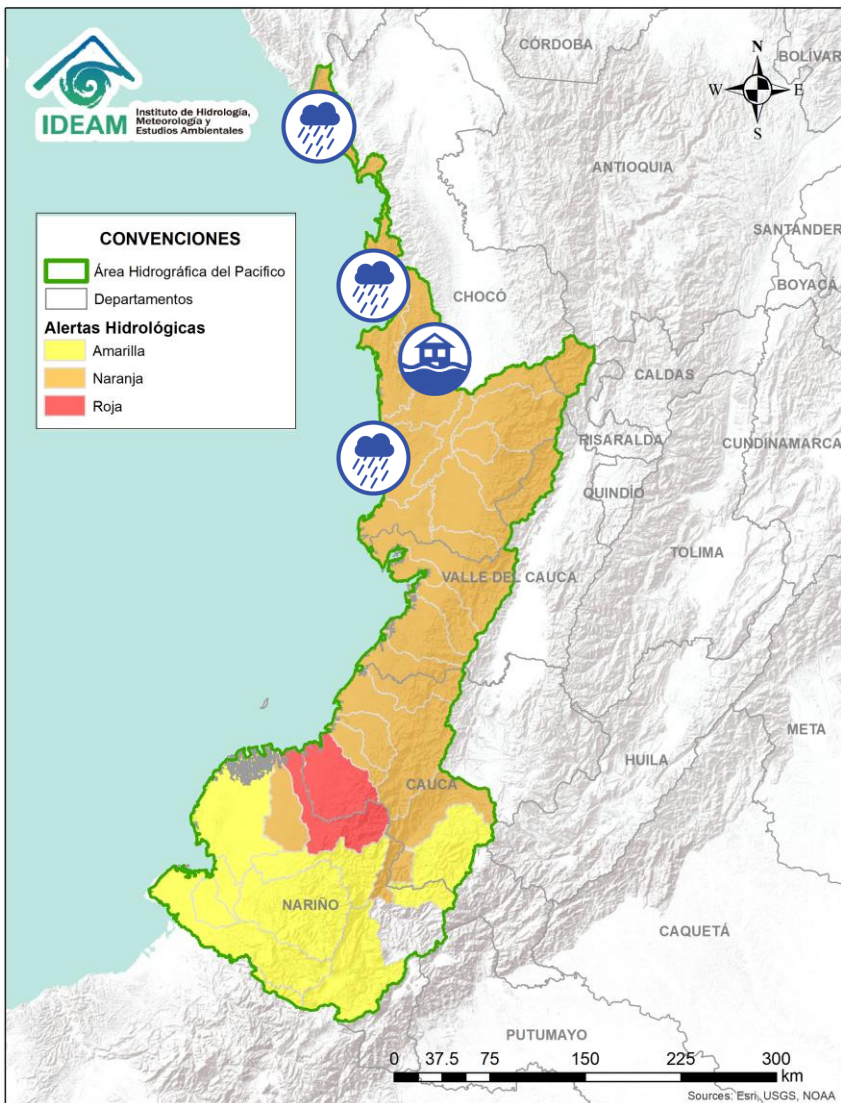 IDEAM
Instituto de Hidrología,
Meteorología y
Estudios Ambientales
CÓRDOBA
BOLÍVAR
N
W
E
S
ANTIOQUIA
SANTANDER
BOYACÁ
CONVENCIONES
Área Hidrográfica del Pacifico
Departamentos
Alertas Hidrológicas
Amarilla
Naranja
Roja
CHOCÓ
CALDAS
RISARALDA
CUNDINAMARCA
QUINDÍO
TOLIMA
VALLE DEL CAUCA
META
HUILA
CAUCA
NARIÑO
CAQUETÁ
PUTUMAYO
0 37.5 75 150 225 300
km
Sources: Esri, USGS, NOAA